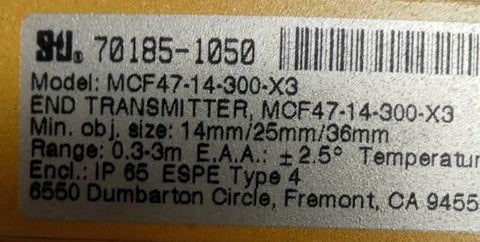 STI® 70185-1050
Model: MCF47-14-300-X3
END TRANSMITTER, MCF47-14-300-X3
Min. obj. size: 14mm/25mm/36mm
Range: 0.3-3m E.A.A.: ±2.5° Temperatur
Encl.: IP 65 ESPE Type 4
6550 Dumbarton Circle, Fremont, CA 9455